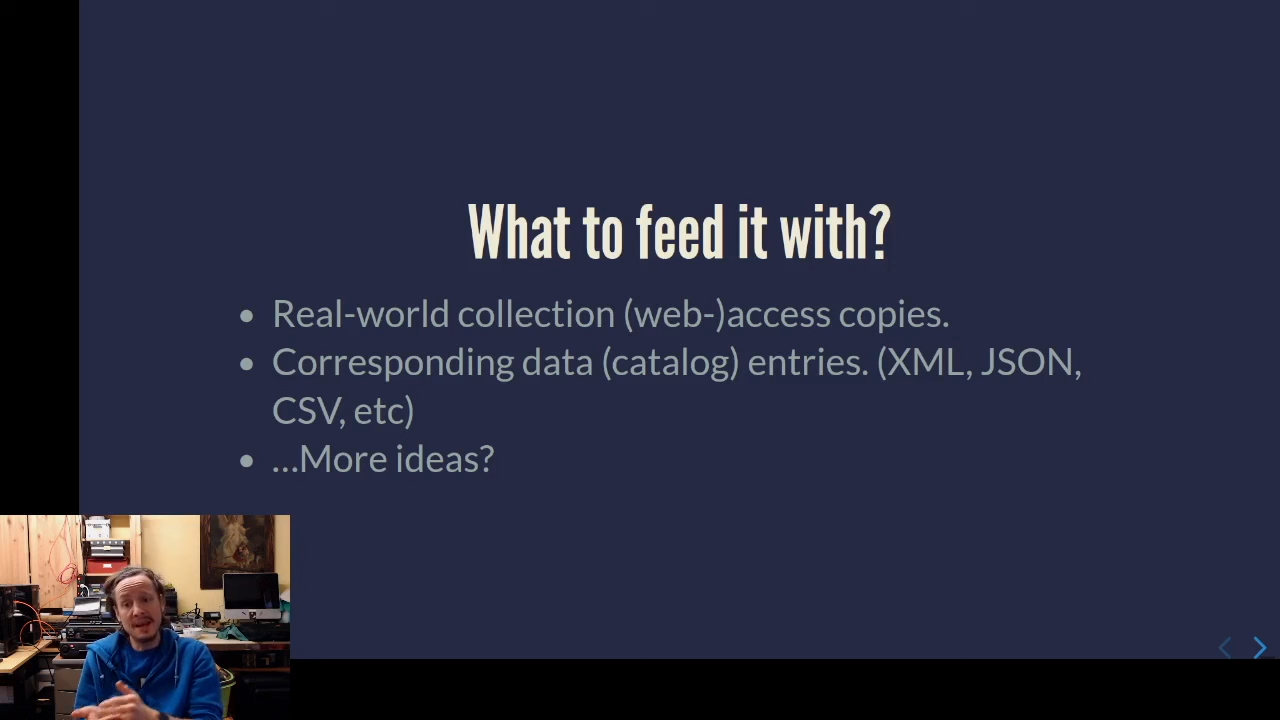 What to feed it with?
• Real-world collection (web-)access copies.
• Corresponding data (catalog) entries. (XML, JSON,
CSV, etc)
• ...More ideas?